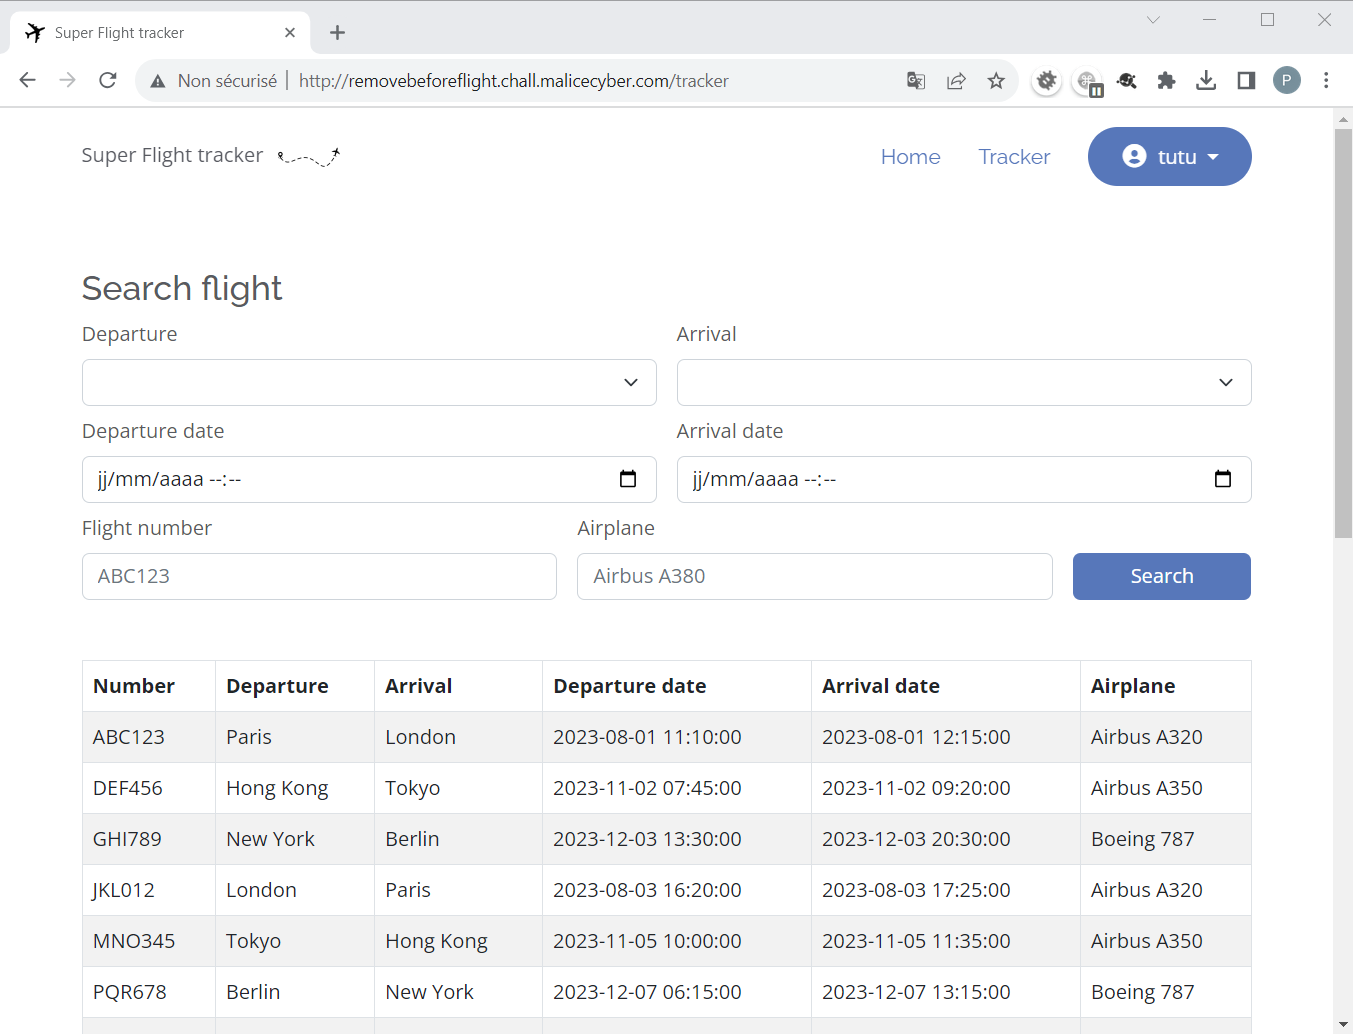 Super Flight tracker
Non sécurisé | http://removebeforeflight.chall.malicecyber.com/tracker
P
Super Flight tracker
Home
Tracker
tutu
Search flight
Departure
Arrival
Departure date
Arrival date
jj/mm/aaaa --:--
jj/mm/aaaa --:--
Flight number
Airplane
ABC123
Airbus A380
Search
Number Departure Arrival Departure date Arrival date Airplane
ABC123 Paris London 2023-08-01 11:10:00 2023-08-01 12:15:00 Airbus A320
DEF456 Hong Kong Tokyo 2023-11-02 07:45:00 2023-11-02 09:20:00 Airbus A350
GHI789 New York Berlin 2023-12-03 13:30:00 2023-12-03 20:30:00 Boeing 787
JKL012 London Paris 2023-08-03 16:20:00 2023-08-03 17:25:00 Airbus A320
MNO345 Tokyo Hong Kong 2023-11-05 10:00:00 2023-11-05 11:35:00 Airbus A350
PQR678 Berlin New York 2023-12-07 06:15:00 2023-12-07 13:15:00 Boeing 787